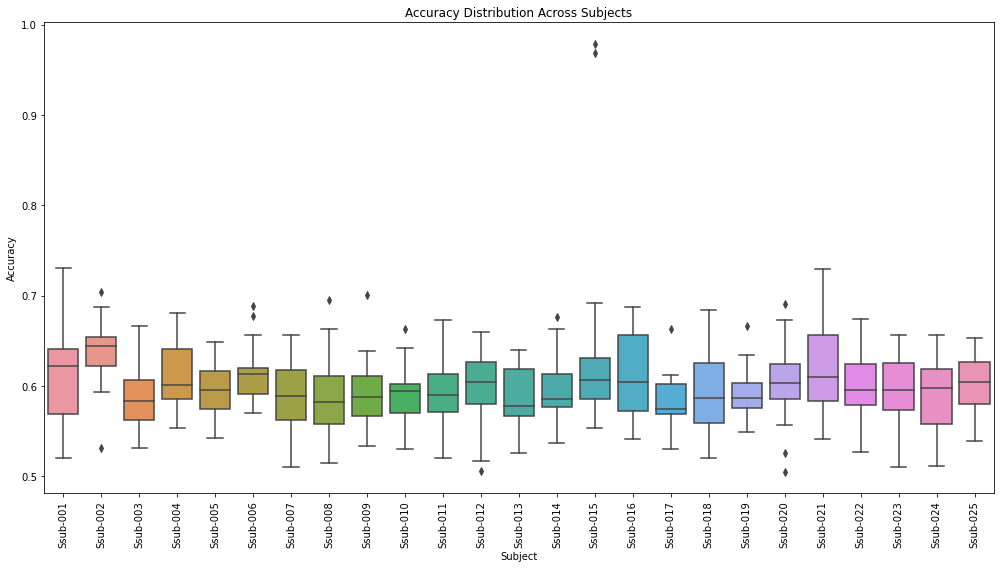 Accuracy Distribution Across Subjects
1.0
0.9
0.8
0.7
0.6
0.5
Accuracy
Ssub-001
Ssub-002
Ssub-003
Ssub-004
Ssub-005
Ssub-006
Ssub-007
Ssub-008
Ssub-009
Ssub-010
Ssub-011
Ssub-012
Ssub-013
Ssub-014
Ssub-015
Ssub-016
Ssub-017
Ssub-018
Ssub-019
Ssub-020
Ssub-021
Ssub-022
Ssub-023
Ssub-024
Ssub-025
Subject